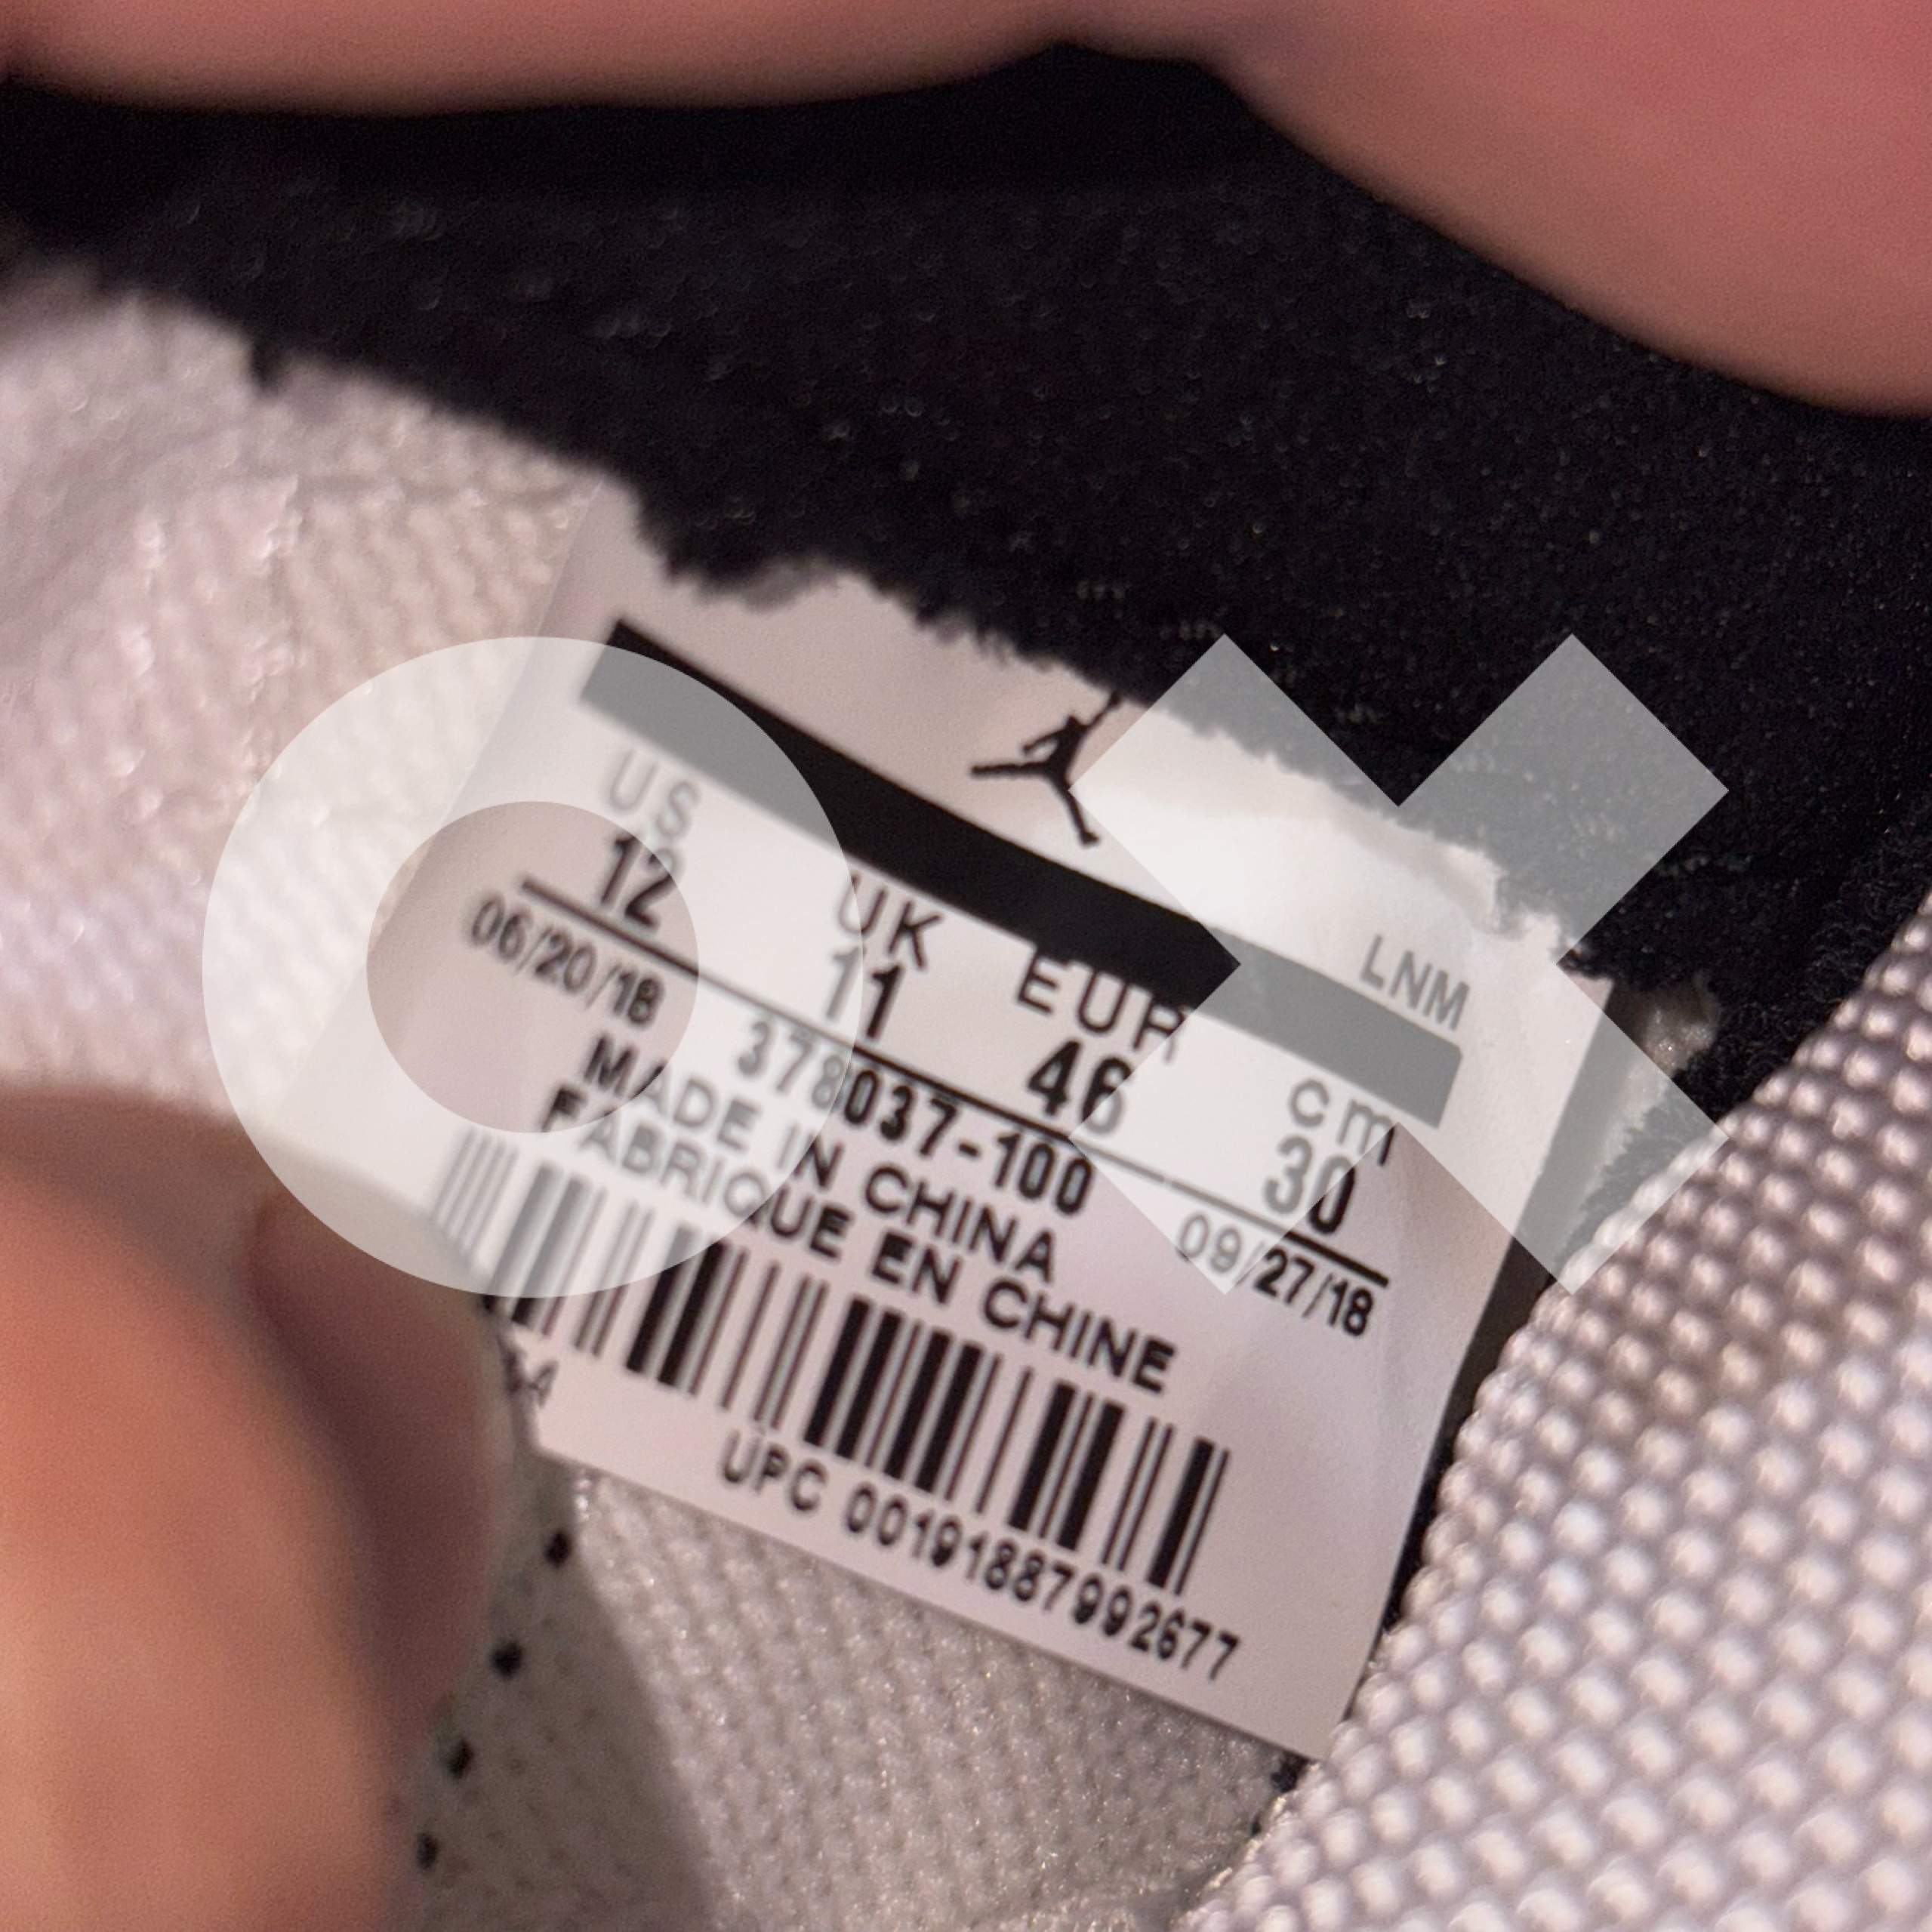 LNM
US UK EUR cm
12 11 46 30
06/20/18 09/27/18
378037-100
MADE IN CHINA
FABRIQUE EN CHINE
UPC 00191887992677